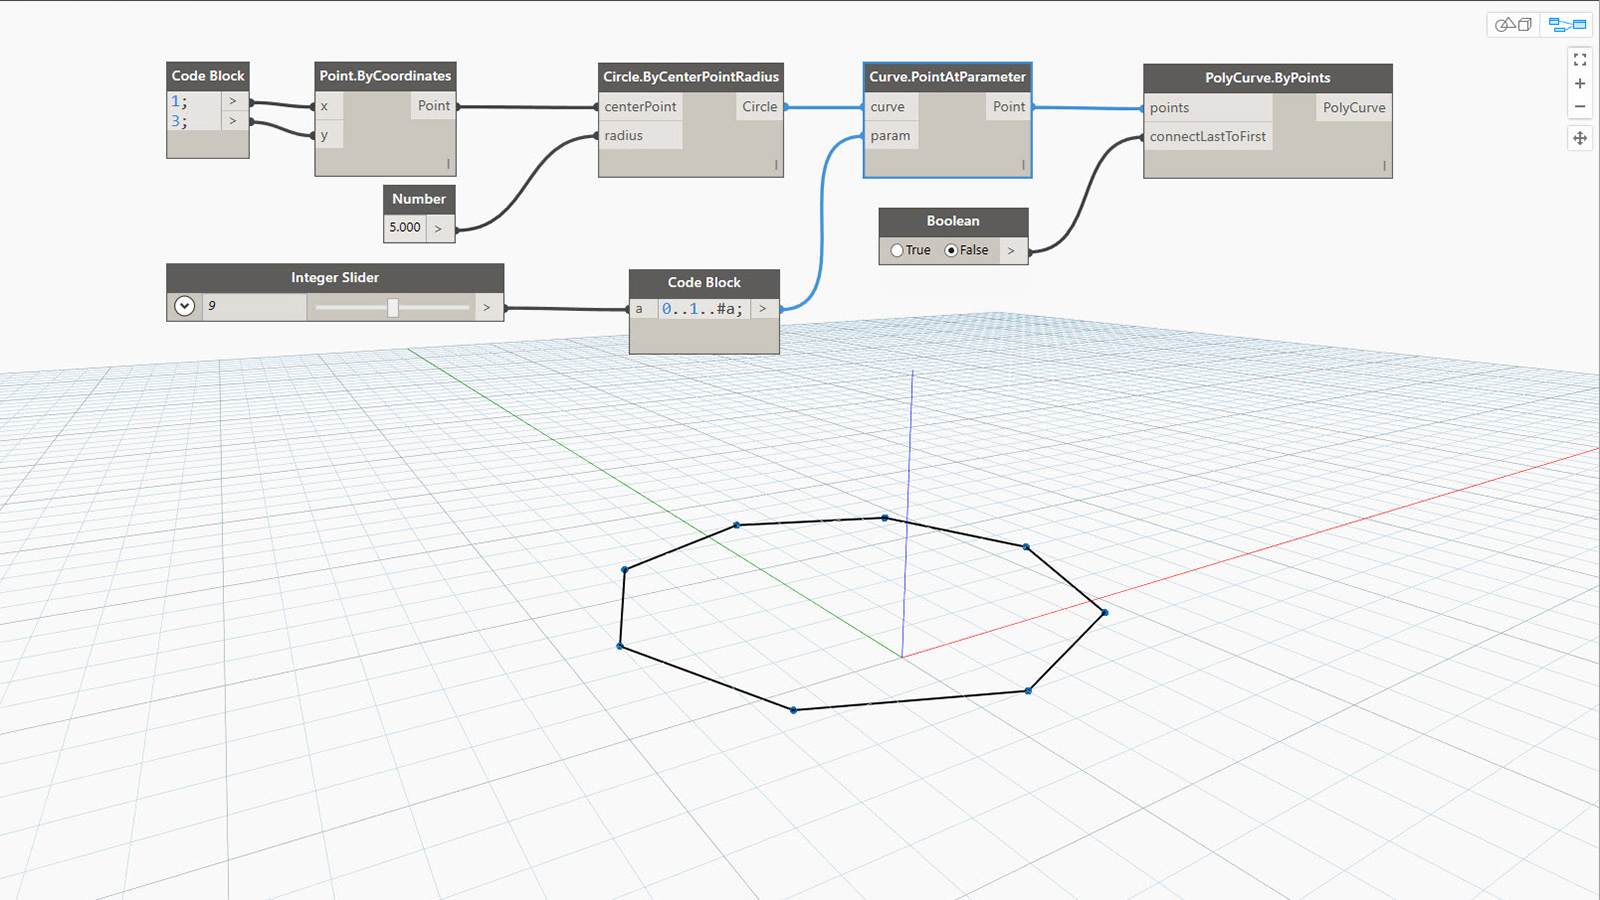 Code Block
1; >
3; >
Point.ByCoordinates
x Point
y
Number
5.000 >
Circle.ByCenterPointRadius
centerPoint Circle
radius
Curve.PointAtParameter
curve Point
param
PolyCurve.ByPoints
points PolyCurve
connectLastToFirst
Boolean
True False >
Integer Slider
9 >
Code Block
a 0..1..#a; >